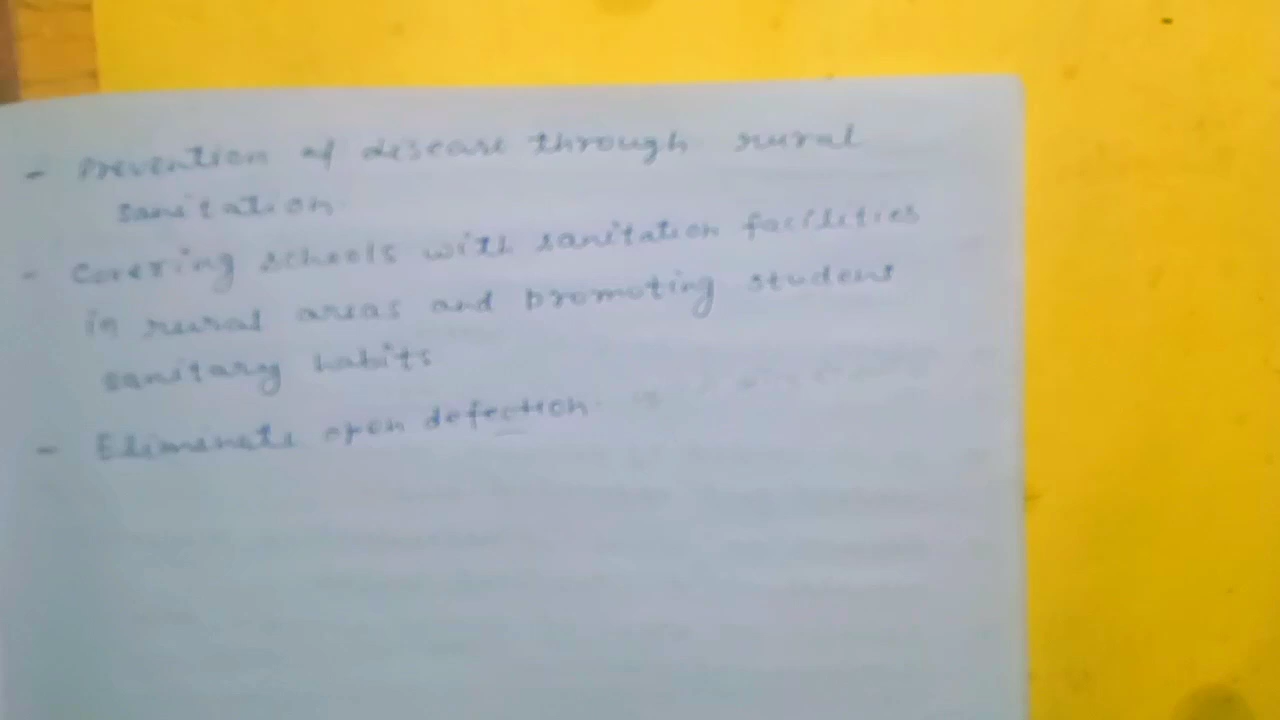 - Prevention of disease through rural
sanitation
- Covering schools with sanitation facilities
in rural areas and promoting student
sanitary habits
- Eliminate open defection.